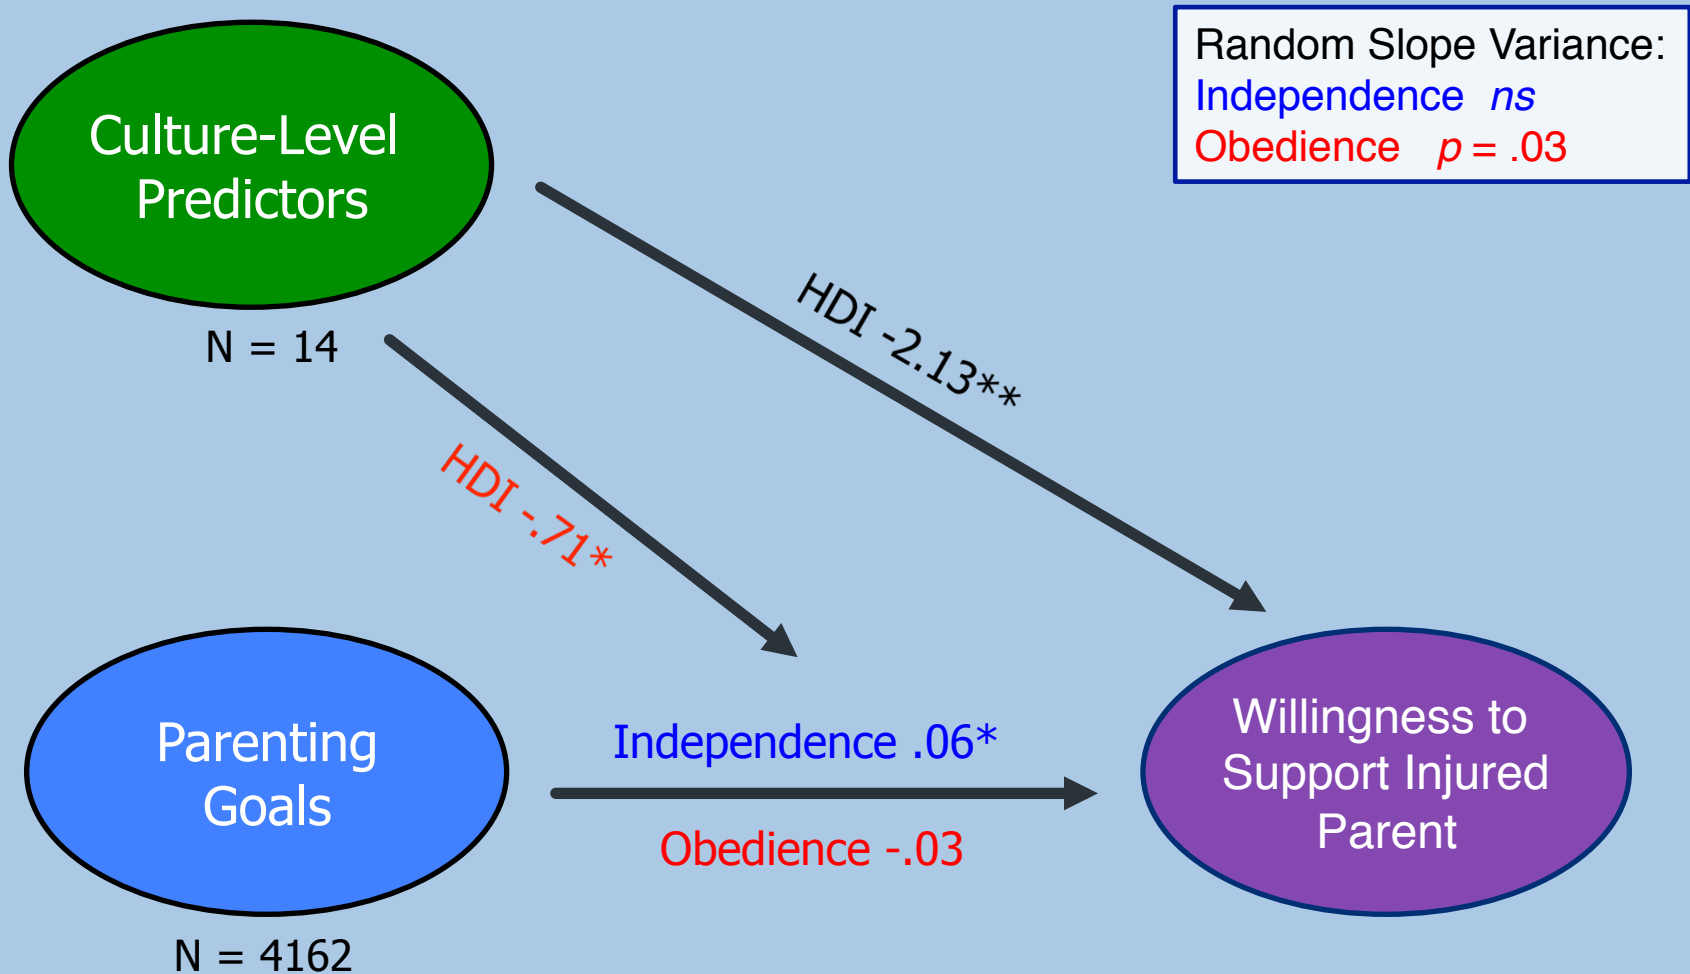 Random Slope Variance:
Independence ns
Obedience p = .03
Culture-Level
Predictors
N = 14
HDI -2.13**
HDI -.71*
Parenting
Goals
N = 4162
Independence .06*
Obedience -.03
Willingness to
Support Injured
Parent